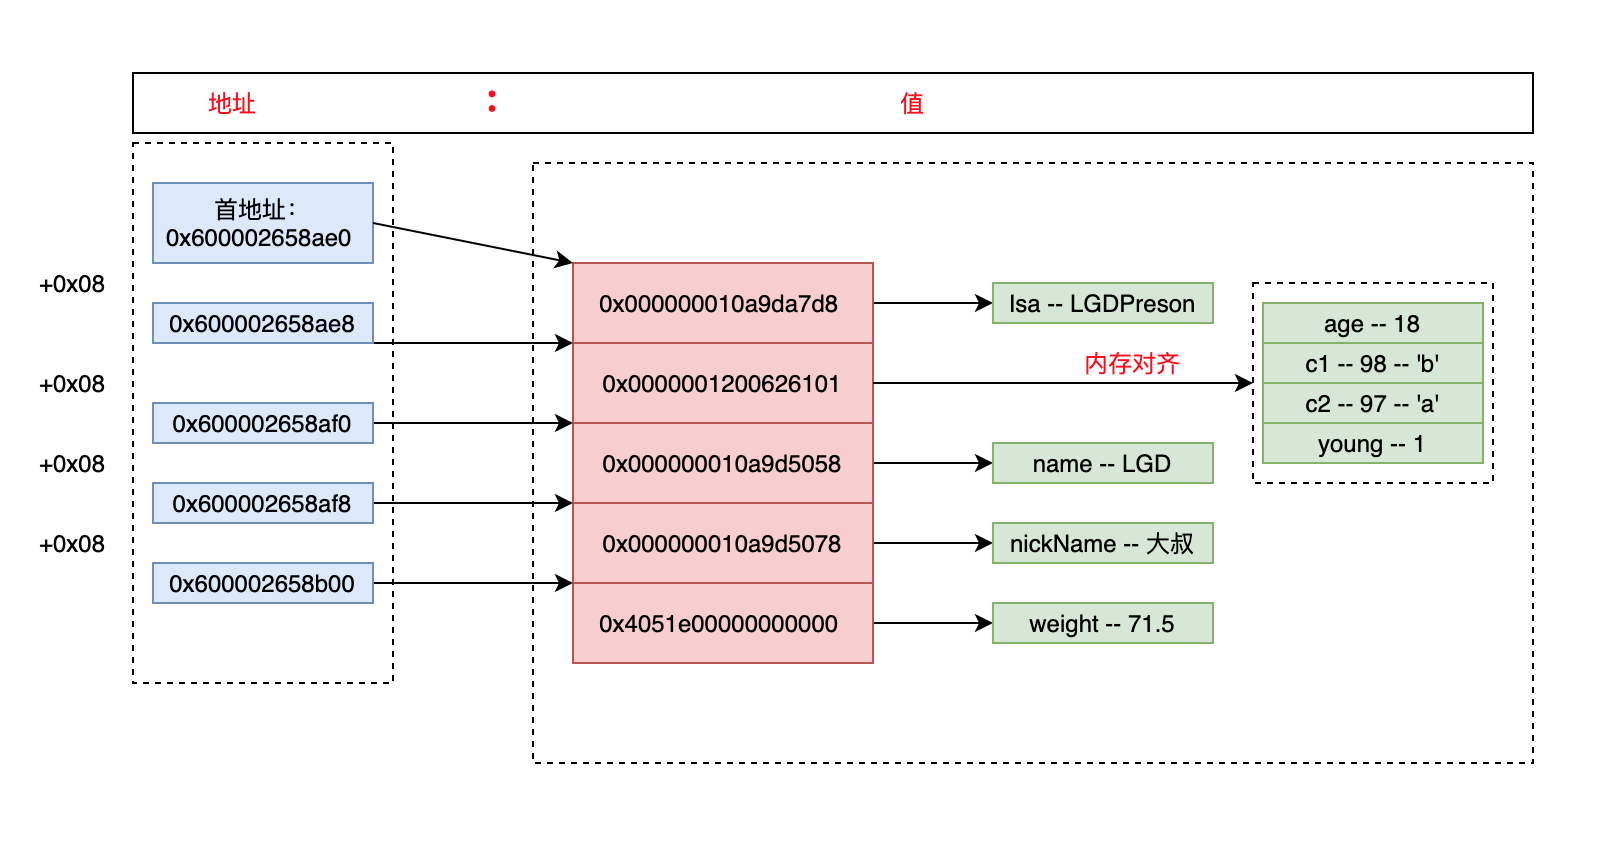 地址
：
值
首地址：
0x600002658ae0
+0x08
0x600002658ae8
+0x08
0x600002658af0
+0x08
0x600002658af8
+0x08
0x600002658b00
0x000000010a9da7d8
0x0000001200626101
0x000000010a9d5058
0x000000010a9d5078
0x4051e00000000000
Isa -- LGDPreson
内存对齐
name -- LGD
nickName -- 大叔
weight -- 71.5
age -- 18
c1 -- 98 -- 'b'
c2 -- 97 -- 'a'
young -- 1